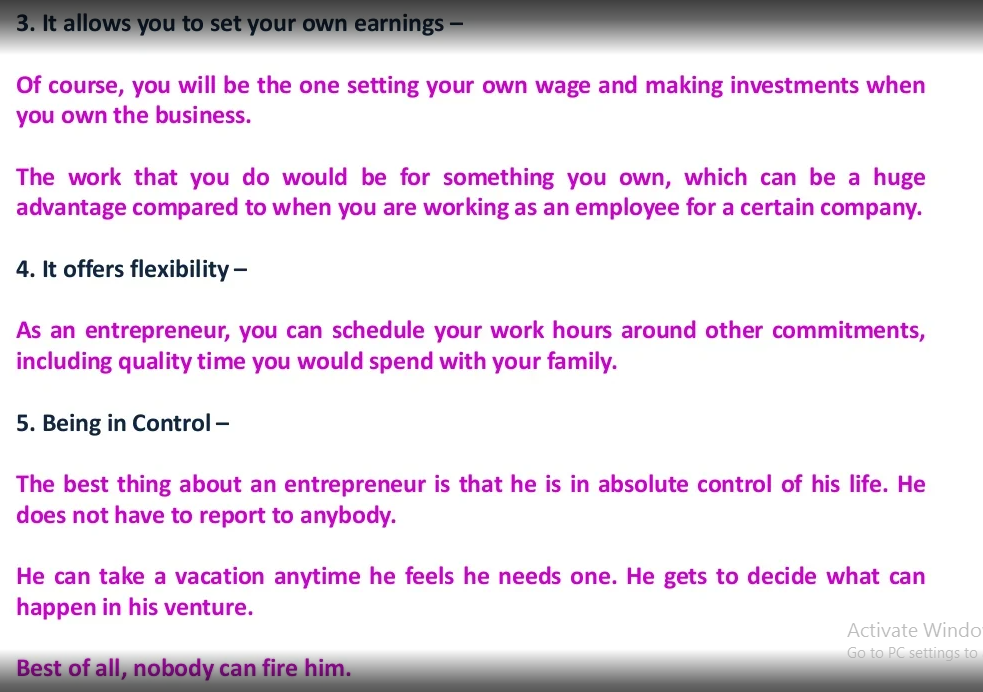 3. It allows you to set your own earnings –
Of course, you will be the one setting your own wage and making investments when
you own the business.
The work that you do would be for something you own, which can be a huge
advantage compared to when you are working as an employee for a certain company.
4. It offers flexibility –
As an entrepreneur, you can schedule your work hours around other commitments,
including quality time you would spend with your family.
5. Being in Control –
The best thing about an entrepreneur is that he is in absolute control of his life. He
does not have to report to anybody.
He can take a vacation anytime he feels he needs one. He gets to decide what can
happen in his venture.
Activate Windo
Go to PC settings to
Best of all, nobody can fire him.